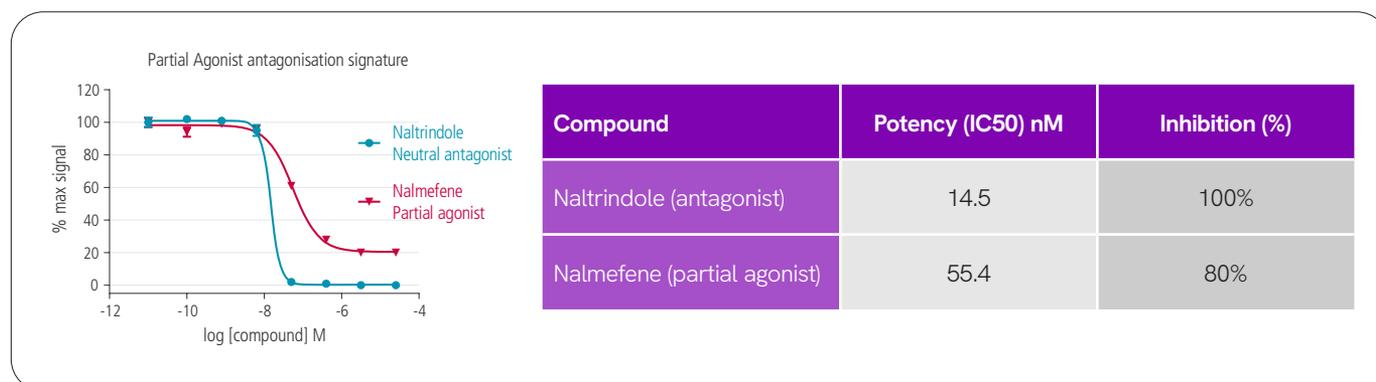 Partial Agonist antagonisation signature
% max signal
120
100
80
60
40
20
0
-12
-10
-8
-6
-4
log [compound] M
Naltrindole
Neutral antagonist
Nalmefene
Partial agonist
Compound
Potency (IC50) nM
Inhibition (%)
Naltrindole (antagonist)
14.5
100%
Nalmefene (partial agonist)
55.4
80%